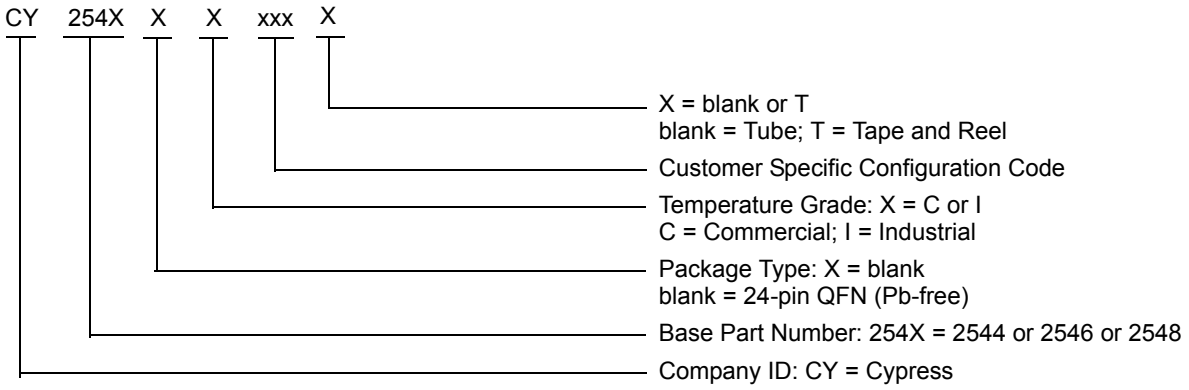 CY 254X X X xxx X
X = blank or T
blank = Tube; T = Tape and Reel
Customer Specific Configuration Code
Temperature Grade: X = C or I
C = Commercial; I = Industrial
Package Type: X = blank
blank = 24-pin QFN (Pb-free)
Base Part Number: 254X = 2544 or 2546 or 2548
Company ID: CY = Cypress